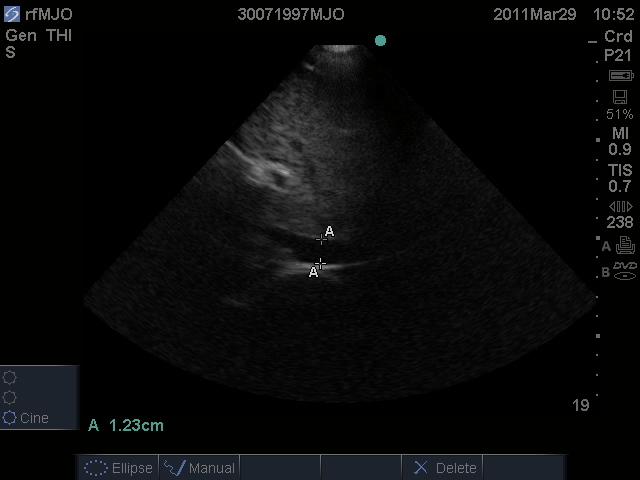 rfMJO 30071997MJO 2011Mar29 10:52
Gen THI
S
Crd
P21
51%
MI
0.9
TIS
0.7
238
A
DVD
B
A
A
19
Cine
A 1.23cm
Ellipse Manual Delete